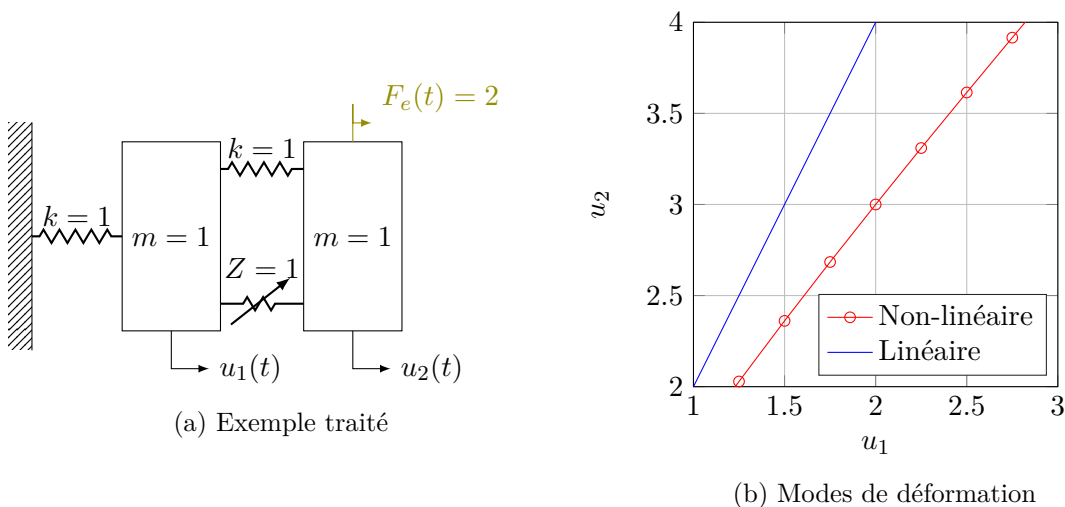 F_e(t) = 2
k = 1
k = 1
m = 1
m = 1
Z = 1
u_1(t)
u_2(t)
(a) Exemple traité
4
3.5
3
2.5
2
u_2
Non-linéaire
Linéaire
1
1.5
2
2.5
3
u_1
(b) Modes de déformation